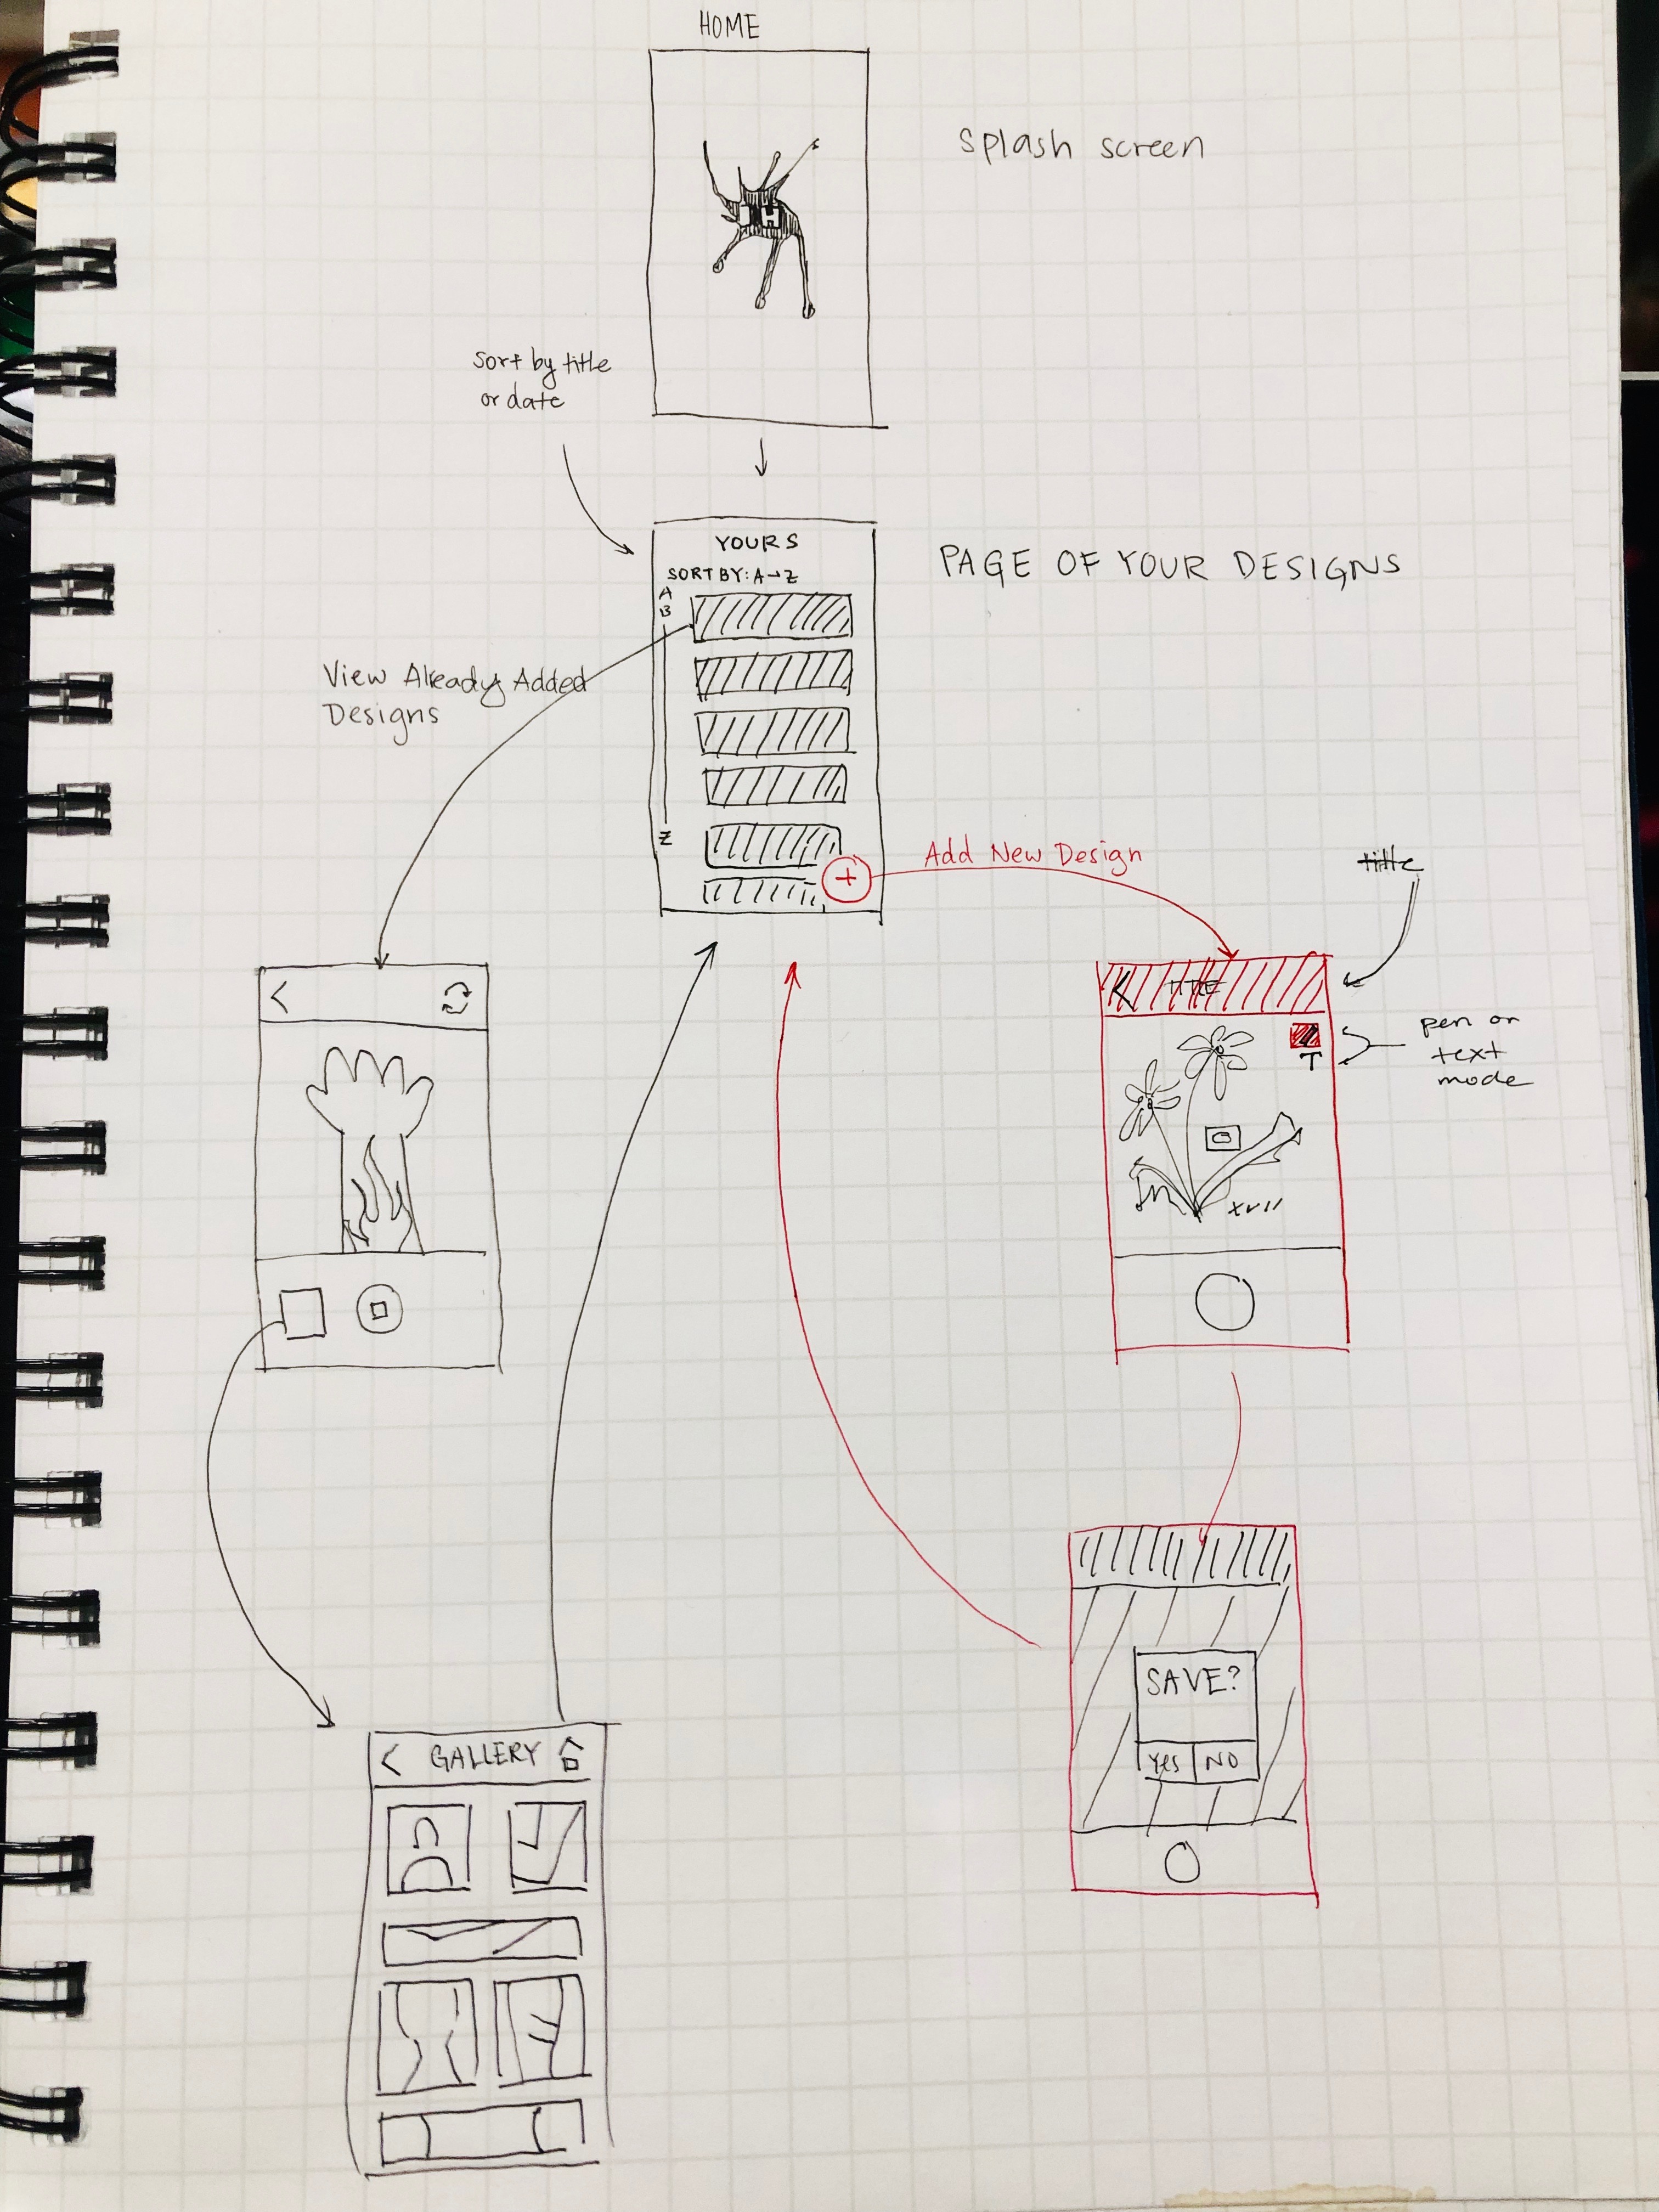 HOME
Splash screen
sort by title
or date
YOURS
SORT BY: A→Z
A
B
Z
PAGE OF YOUR DESIGNS
View Already Added
Designs
+
Add New Design
title
TITLE
T
pen or
text
mode
xvii
SAVE?
YES NO
< GALLERY